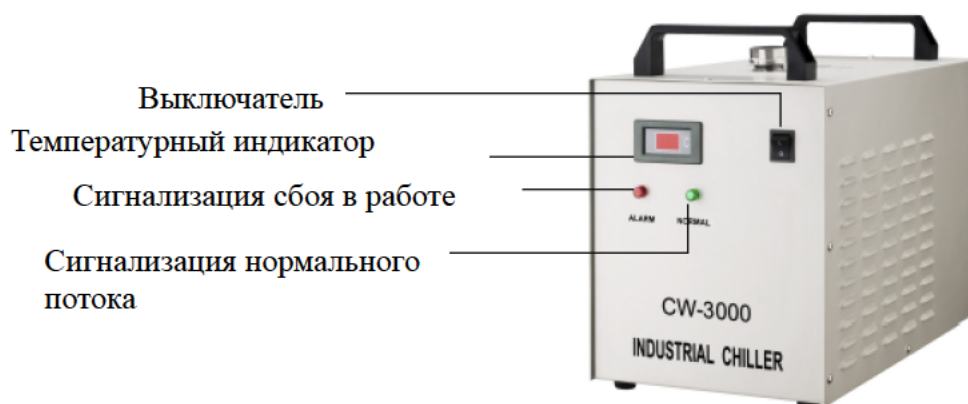 Выключатель
Температурный индикатор
Сигнализация сбоя в работе
ALARM
NORMAL
Сигнализация нормального
потока
CW-3000
INDUSTRIAL CHILLER